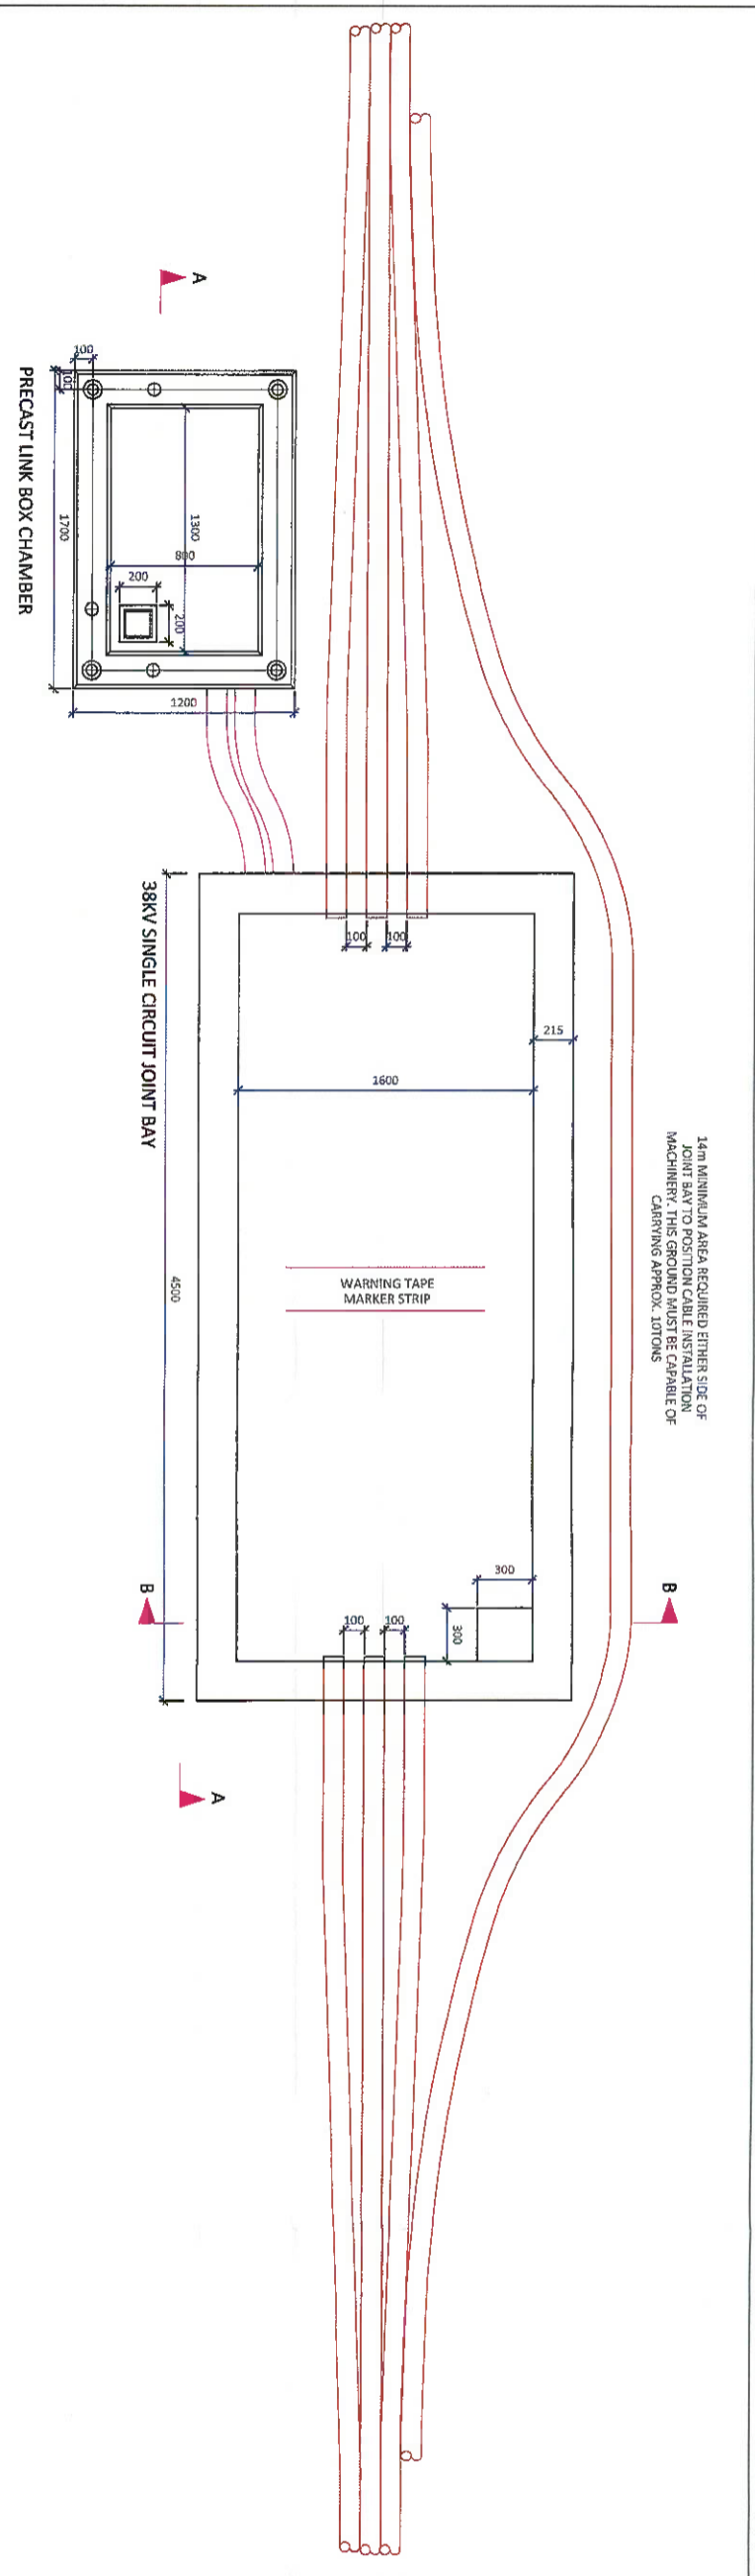 14m MINIMUM AREA REQUIRED EITHER SIDE OF
JOINT BAY TO POSITION CABLE INSTALLATION
MACHINERY. THIS GROUND MUST BE CAPABLE OF
CARRYING APPROX. 10TONS
A
100
100
1700
1300
800
200
200
1200
PRECAST LINK BOX CHAMBER
38KV SINGLE CIRCUIT JOINT BAY
100
100
215
1600
WARNING TAPE
MARKER STRIP
4500
300
300
100
100
B
B
A